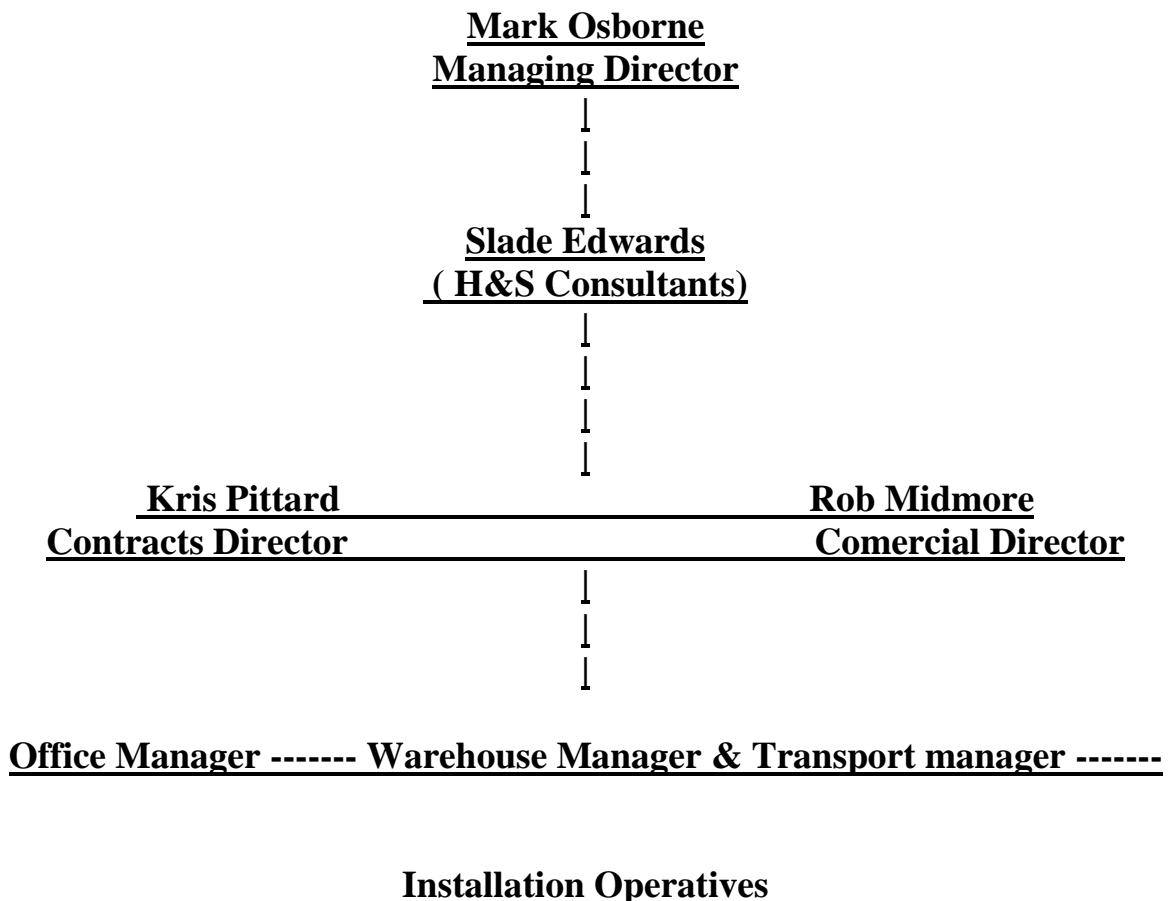 Mark Osborne
Managing Director
|
|
|
Slade Edwards
( H&S Consultants)
|
|
|
|
Kris Pittard Rob Midmore
Contracts Director Comercial Director
|
|
|
Office Manager ------- Warehouse Manager & Transport manager -------
Installation Operatives